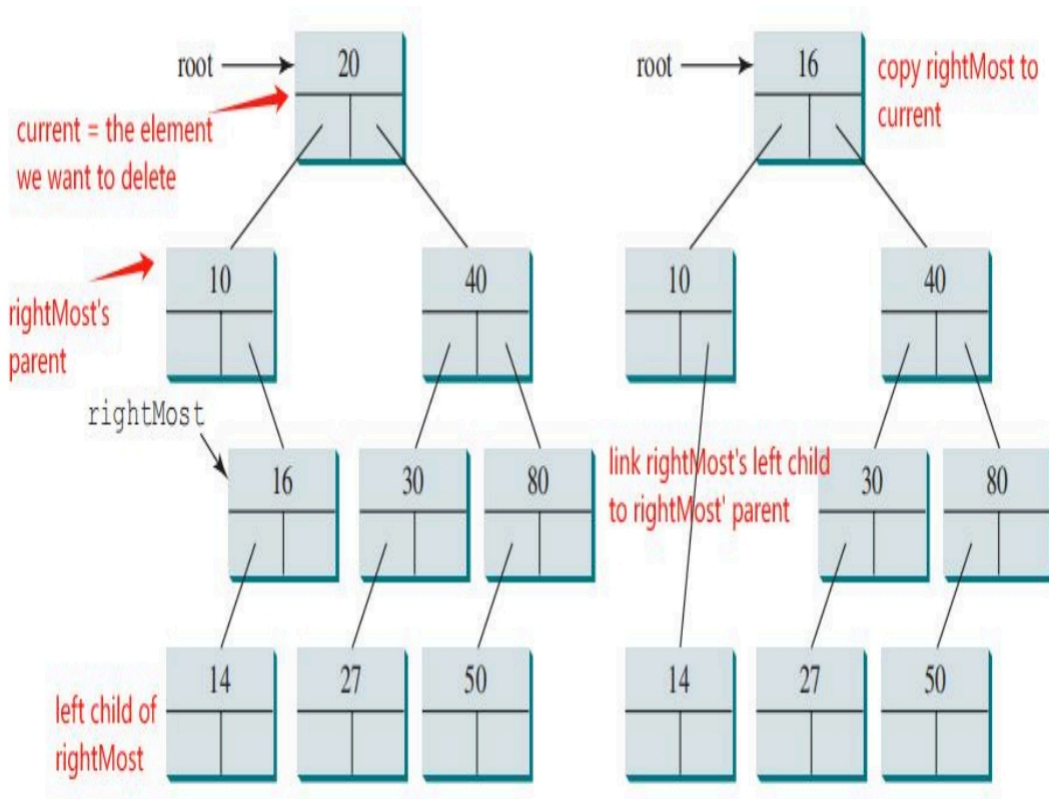 root
20
current = the element
we want to delete
10
40
rightMost's
parent
rightMost
16
30
80
14
27
50
left child of
rightMost
root
16
copy rightMost to
current
10
40
link rightMost's left child
to rightMost' parent
30
80
14
27
50